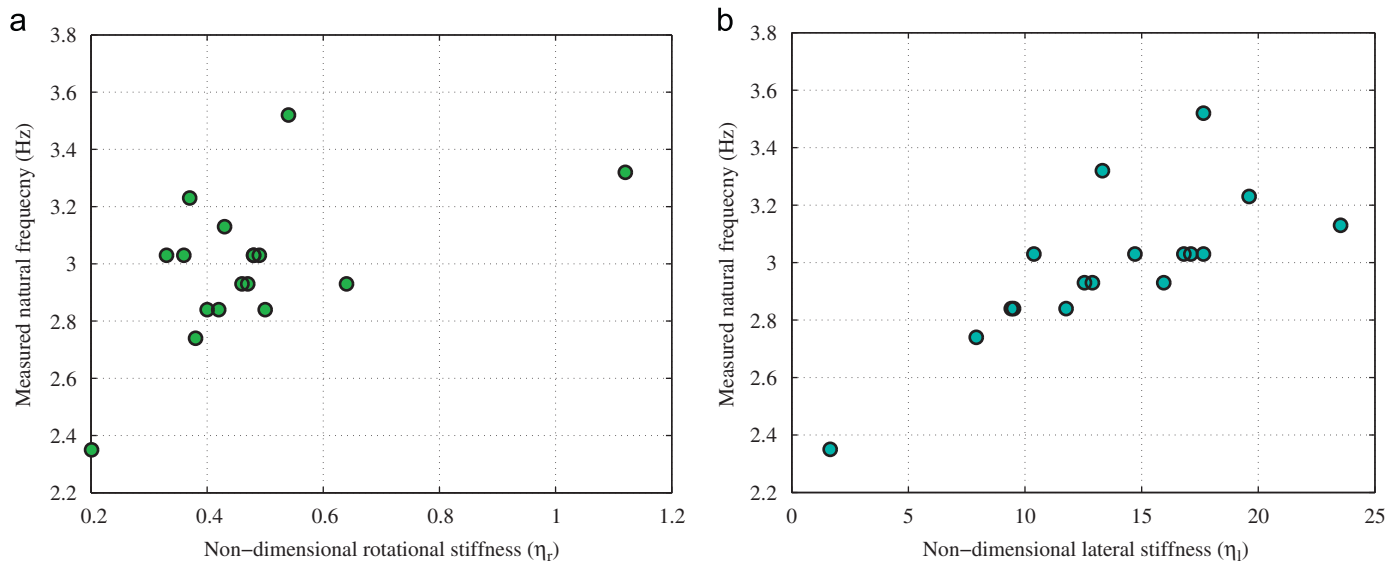 a
3.8
3.6
3.4
3.2
3
2.8
2.6
2.4
2.2
Measured natural frequecny (Hz)
0.2 0.4 0.6 0.8 1 1.2
Non−dimensional rotational stiffness (ηr)
b
3.8
3.6
3.4
3.2
3
2.8
2.6
2.4
2.2
Measured natural frequecny (Hz)
0 5 10 15 20 25
Non−dimensional lateral stiffness (ηl)